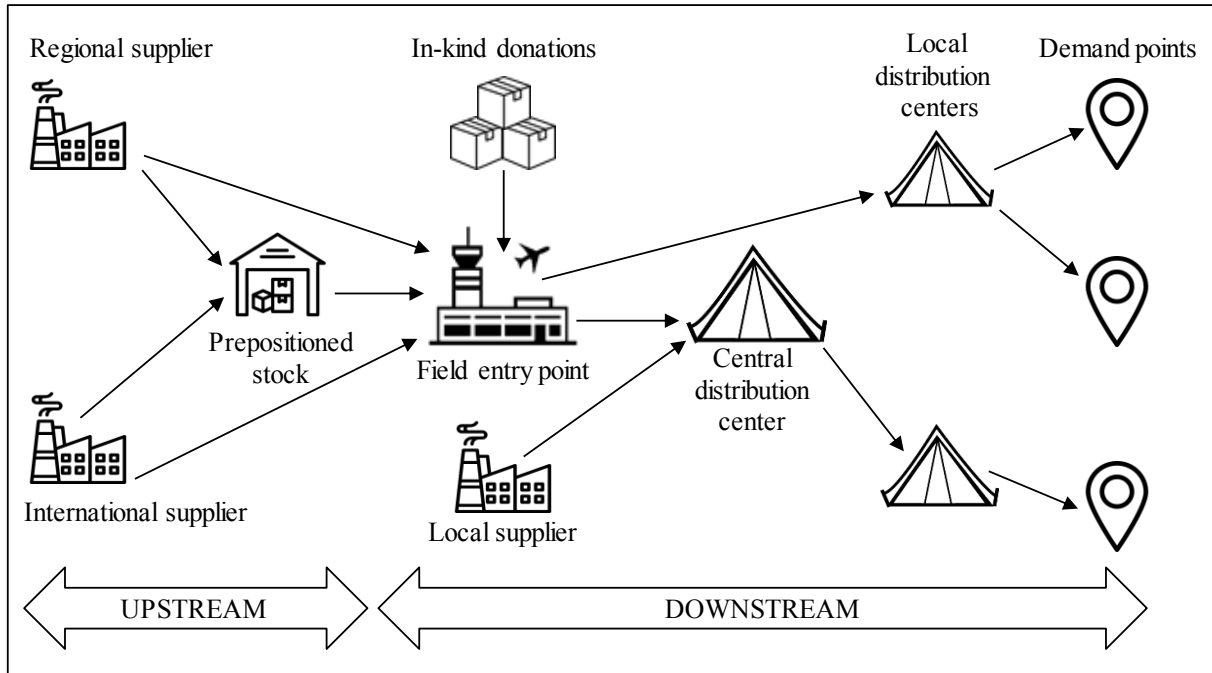 Regional supplier
In-kind donations
Local
distribution
centers
Demand points
Prepositioned
stock
Field entry point
Central
distribution
center
International supplier
Local supplier
UPSTREAM
DOWNSTREAM